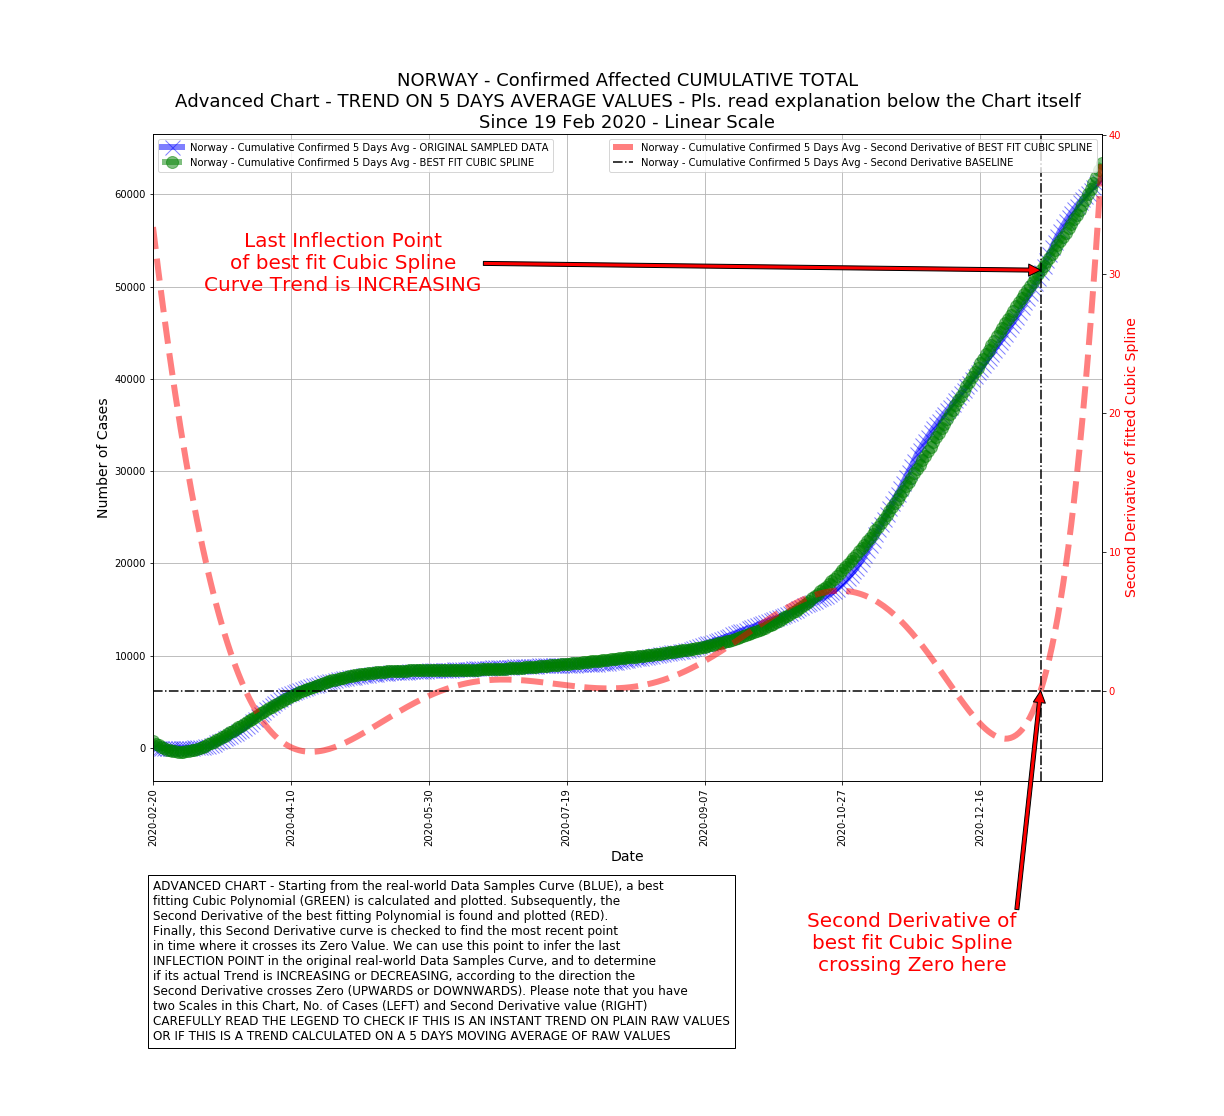 NORWAY - Confirmed Affected CUMULATIVE TOTAL
Advanced Chart - TREND ON 5 DAYS AVERAGE VALUES - Pls. read explanation below the Chart itself
Since 19 Feb 2020 - Linear Scale
Norway - Cumulative Confirmed 5 Days Avg - ORIGINAL SAMPLED DATA
Norway - Cumulative Confirmed 5 Days Avg - BEST FIT CUBIC SPLINE
Norway - Cumulative Confirmed 5 Days Avg - Second Derivative of BEST FIT CUBIC SPLINE
Norway - Cumulative Confirmed 5 Days Avg - Second Derivative BASELINE
Last Inflection Point
of best fit Cubic Spline
Curve Trend is INCREASING
Number of Cases
60000
50000
40000
30000
20000
10000
0
40
30
20
10
0
Second Derivative of fitted Cubic Spline
2020-02-20
2020-04-10
2020-05-30
2020-07-19
2020-09-07
2020-10-27
2020-12-16
Date
ADVANCED CHART - Starting from the real-world Data Samples Curve (BLUE), a best
fitting Cubic Polynomial (GREEN) is calculated and plotted. Subsequently, the
Second Derivative of the best fitting Polynomial is found and plotted (RED).
Finally, this Second Derivative curve is checked to find the most recent point
in time where it crosses its Zero Value. We can use this point to infer the last
INFLECTION POINT in the original real-world Data Samples Curve, and to determine
if its actual Trend is INCREASING or DECREASING, according to the direction the
Second Derivative crosses Zero (UPWARDS or DOWNWARDS). Please note that you have
two Scales in this Chart, No. of Cases (LEFT) and Second Derivative value (RIGHT)
CAREFULLY READ THE LEGEND TO CHECK IF THIS IS AN INSTANT TREND ON PLAIN RAW VALUES
OR IF THIS IS A TREND CALCULATED ON A 5 DAYS MOVING AVERAGE OF RAW VALUES
Second Derivative of
best fit Cubic Spline
crossing Zero here